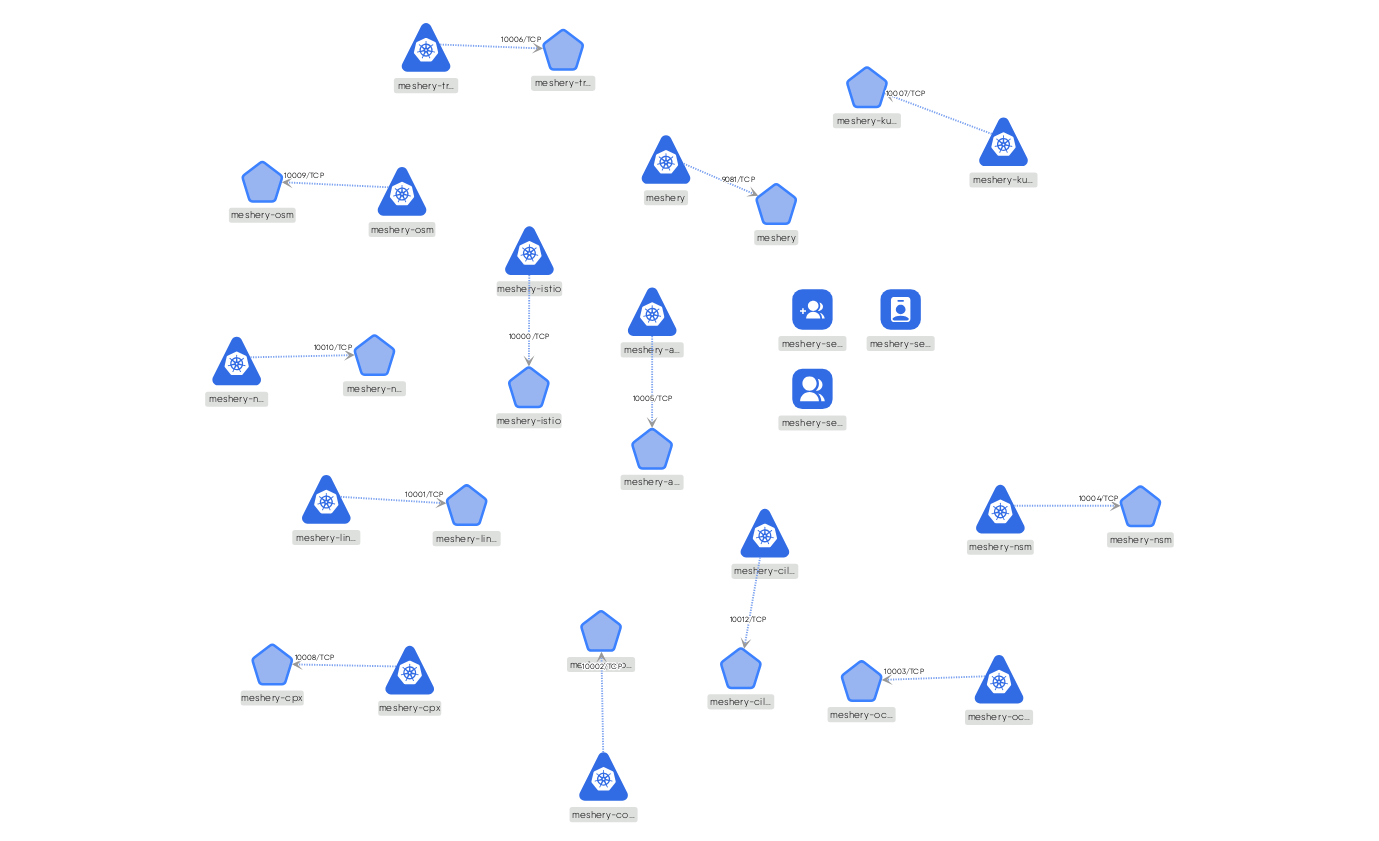 10006/TCP
meshery-tr...
meshery-tr...
10007/TCP
meshery-ku...
meshery-ku...
10009/TCP
meshery-osm
meshery-osm
9081/TCP
meshery
meshery
meshery-istio
10000/TCP
meshery-istio
meshery-a...
10005/TCP
meshery-a...
meshery-se...
meshery-se...
meshery-se...
10010/TCP
meshery-n...
meshery-n...
10001/TCP
meshery-lin...
meshery-lin...
10004/TCP
meshery-nsm
meshery-nsm
meshery-cil...
10012/TCP
meshery-cil...
10008/TCP
meshery-cpx
meshery-cpx
10002/TCP
meshery-co...
10003/TCP
meshery-oc...
meshery-oc...